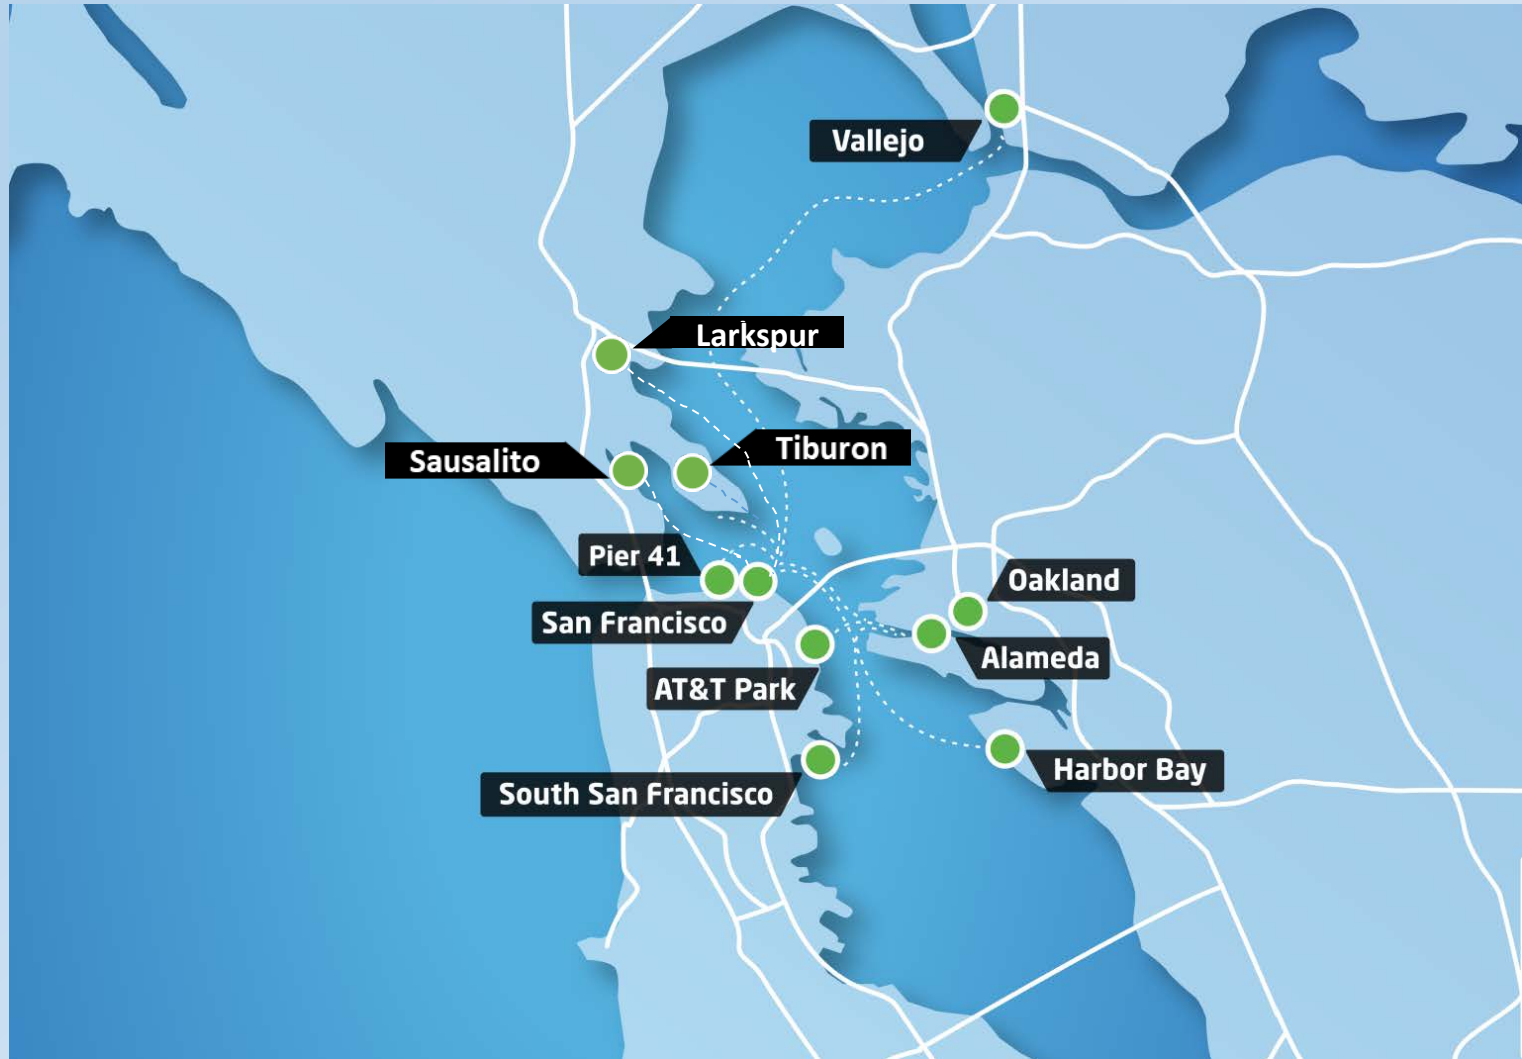 Vallejo
Larkspur
Tiburon
Sausalito
Pier 41
Oakland
San Francisco
Alameda
AT&T Park
Harbor Bay
South San Francisco